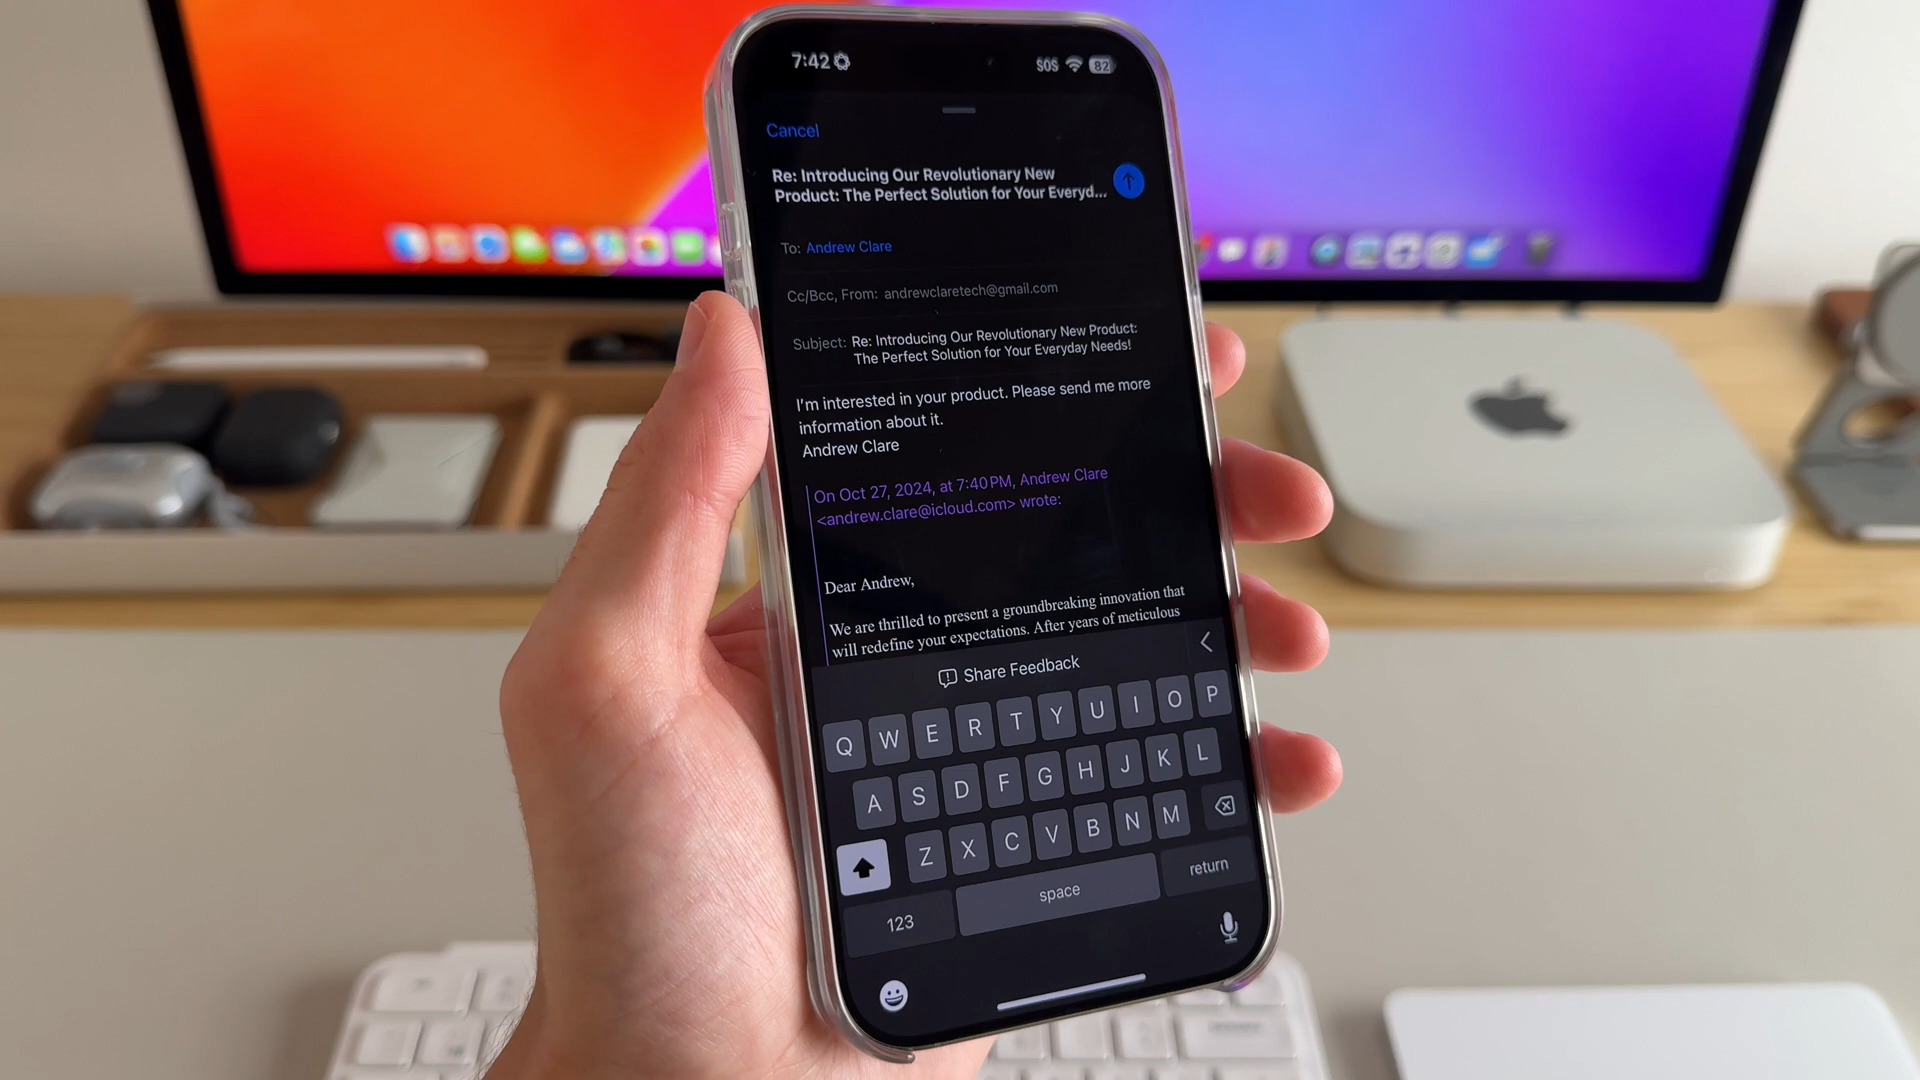 7:42
SOS 82
Cancel
Re: Introducing Our Revolutionary New
Product: The Perfect Solution for Your Everyd...
To: Andrew Clare
Cc/Bcc, From: andrewclaretech@gmail.com
Subject: Re: Introducing Our Revolutionary New Product:
The Perfect Solution for Your Everyday Needs!
I'm interested in your product. Please send me more
information about it.
Andrew Clare
On Oct 27, 2024, at 7:40 PM, Andrew Clare
<andrew.clare@icloud.com> wrote:
Dear Andrew,
We are thrilled to present a groundbreaking innovation that
will redefine your expectations. After years of meticulous
Share Feedback
Q W E R T Y U I O P
A S D F G H J K L
Z X C V B N M
123 space return